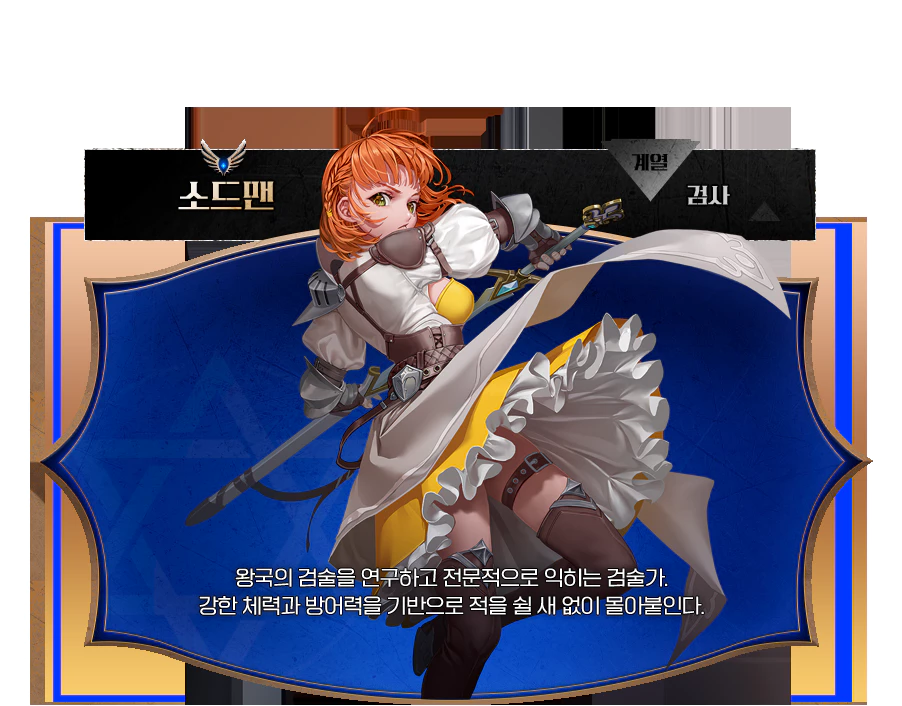 소드맨
계열
검사
왕국의 검술을 연구하고 전문적으로 익히는 검술가.
강한 체력과 방어력을 기반으로 적을 쉴 새 없이 돌아붙인다.